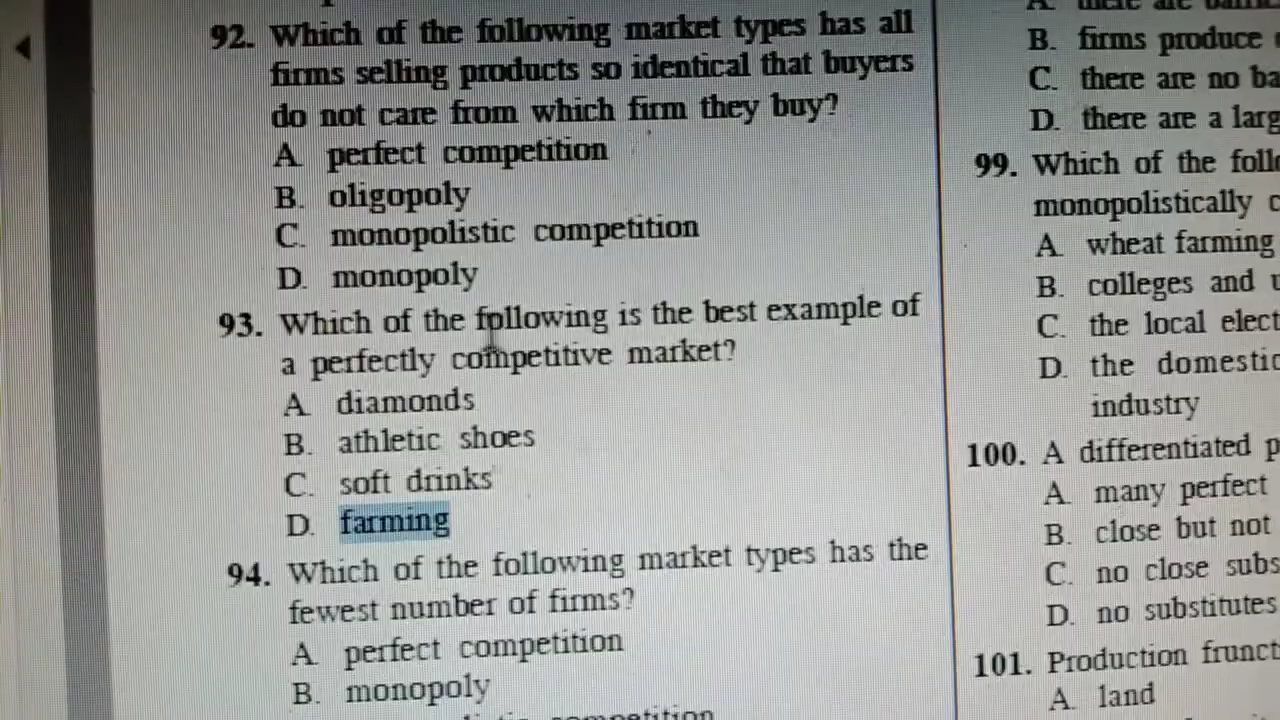 92. Which of the following market types has all
firms selling products so identical that buyers
do not care from which firm they buy?
A. perfect competition
B. oligopoly
C. monopolistic competition
D. monopoly
93. Which of the following is the best example of
a perfectly competitive market?
A. diamonds
B. athletic shoes
C. soft drinks
D. farming
94. Which of the following market types has the
fewest number of firms?
A. perfect competition
B. monopoly
competition
B. firms produce
C. there are no ba
D. there are a larg
99. Which of the foll
monopolistically c
A. wheat farming
B. colleges and u
C. the local elect
D. the domestic
industry
100. A differentiated p
A. many perfect
B. close but not
C. no close subs
D. no substitutes
101. Production frunct
A. land